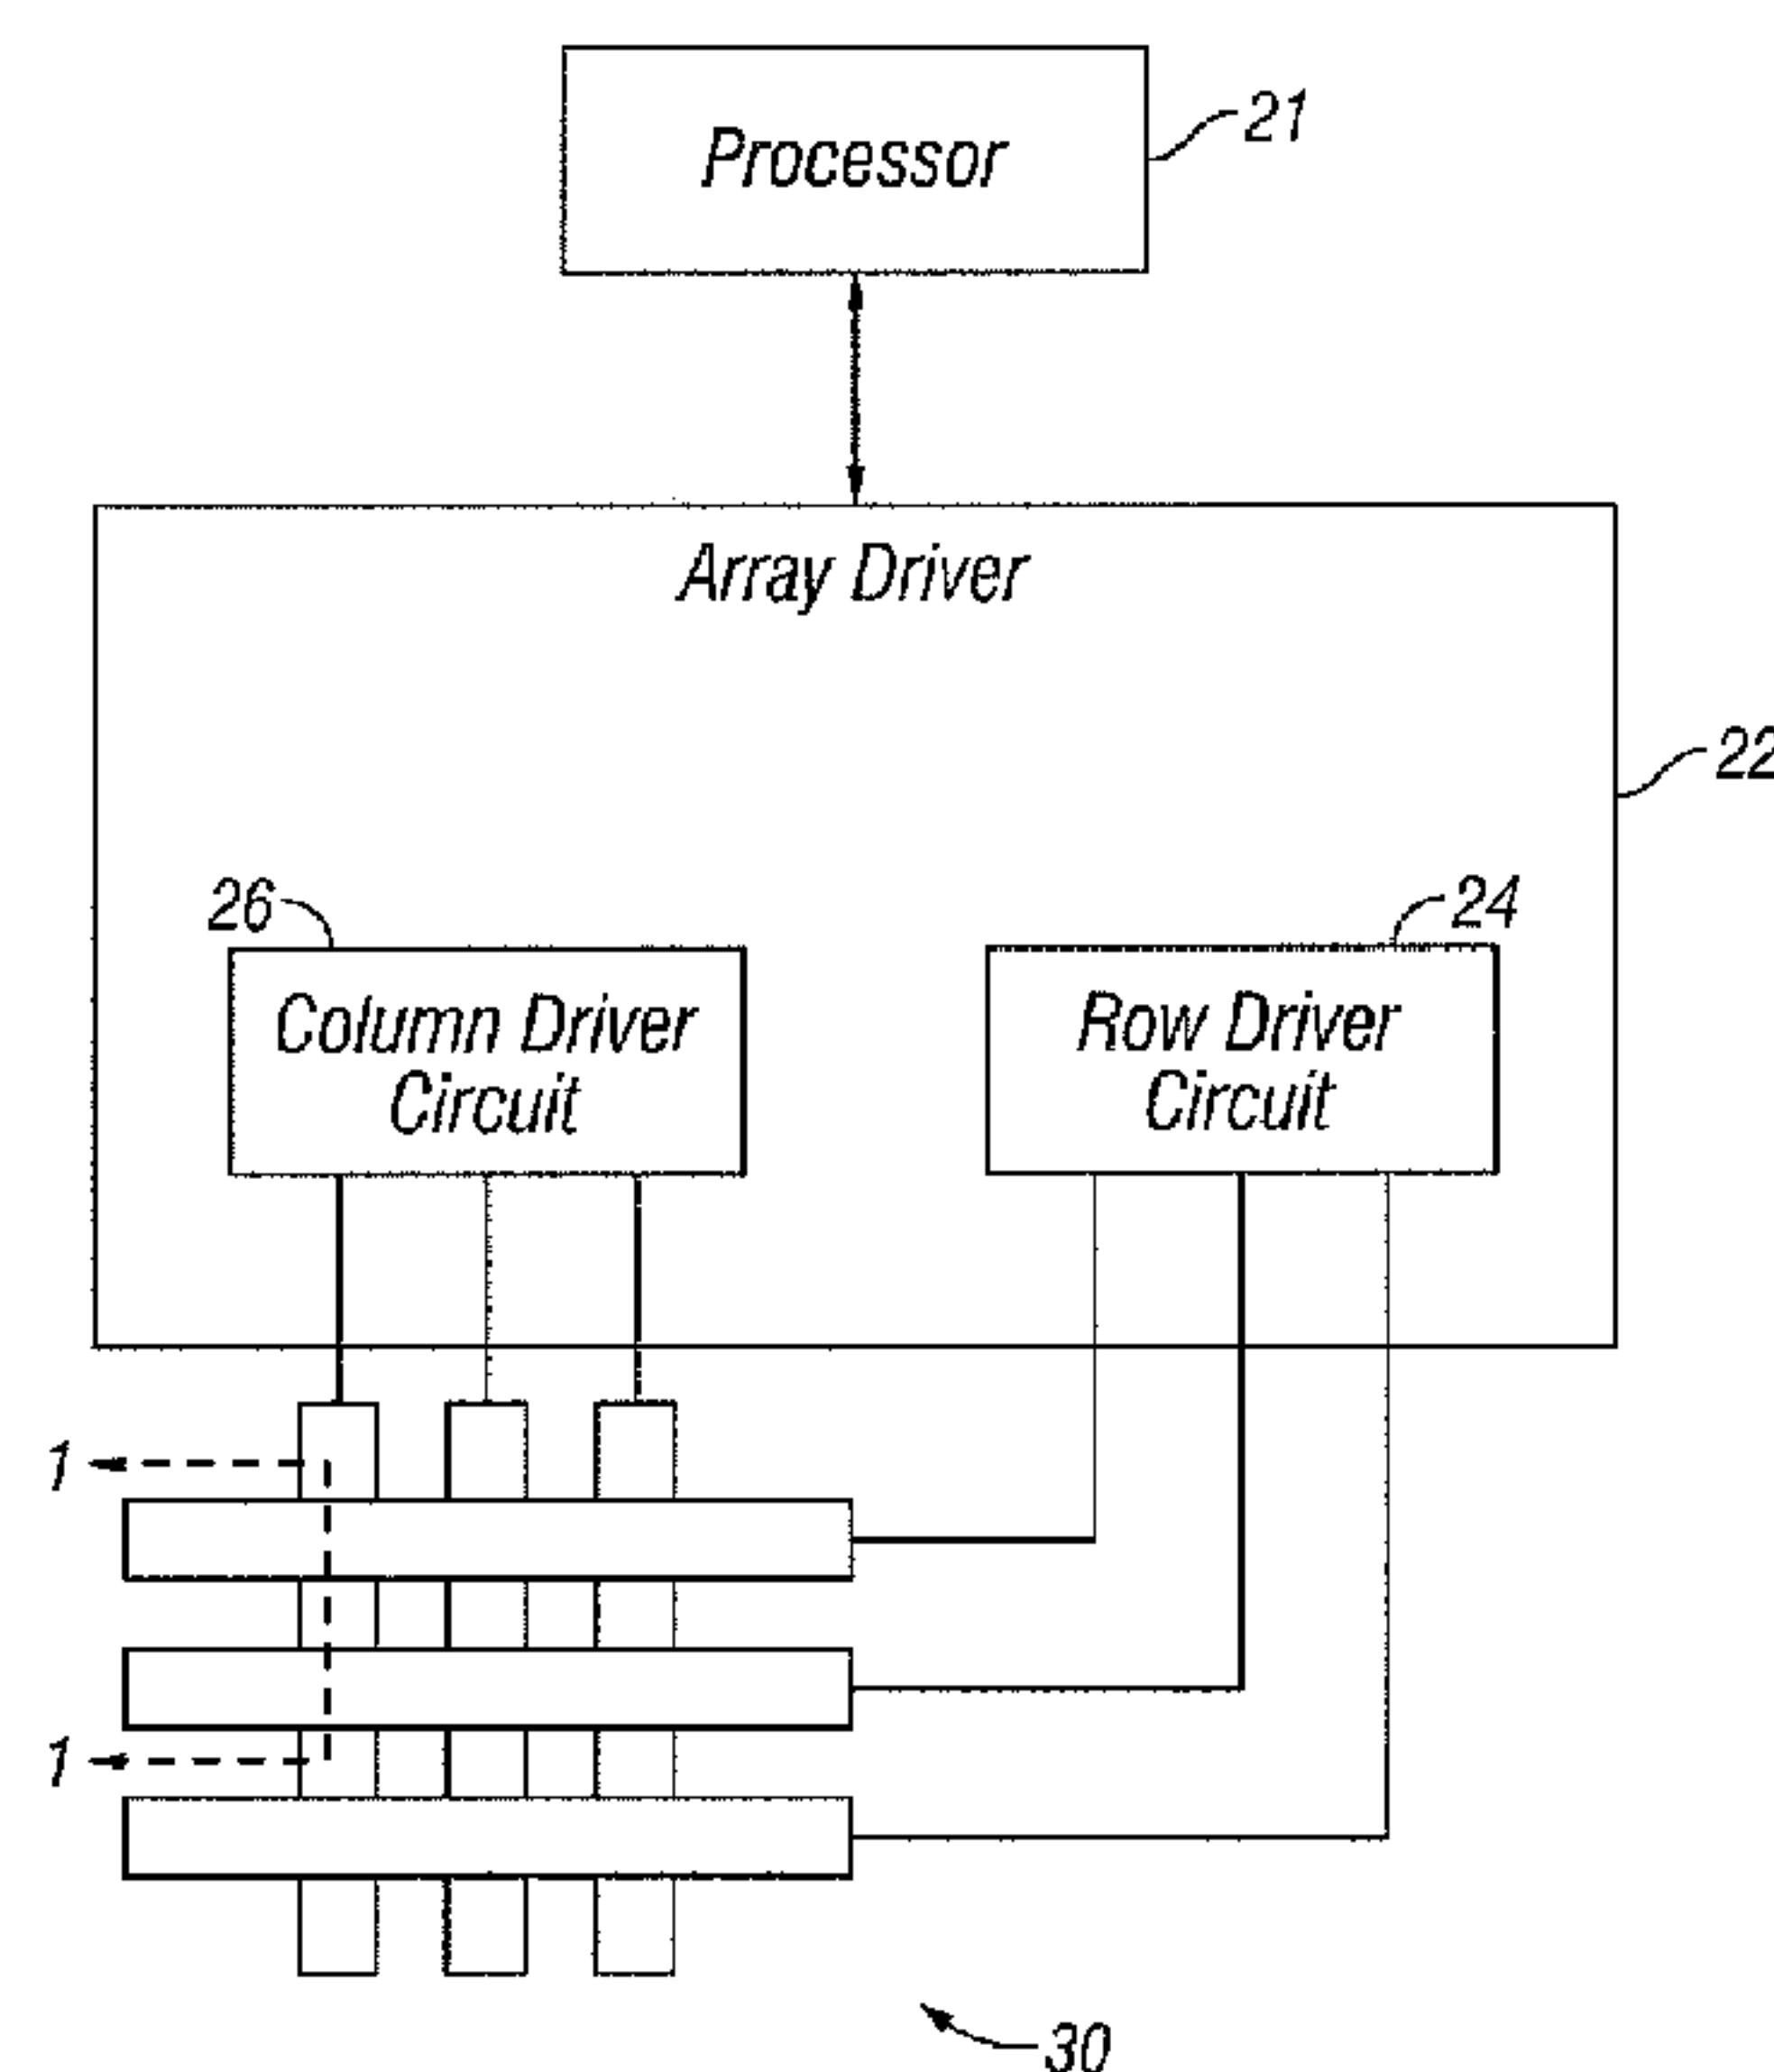 Processor
21
Array Driver
22
26
24
Column Driver
Circuit
Row Driver
Circuit
1
1
30